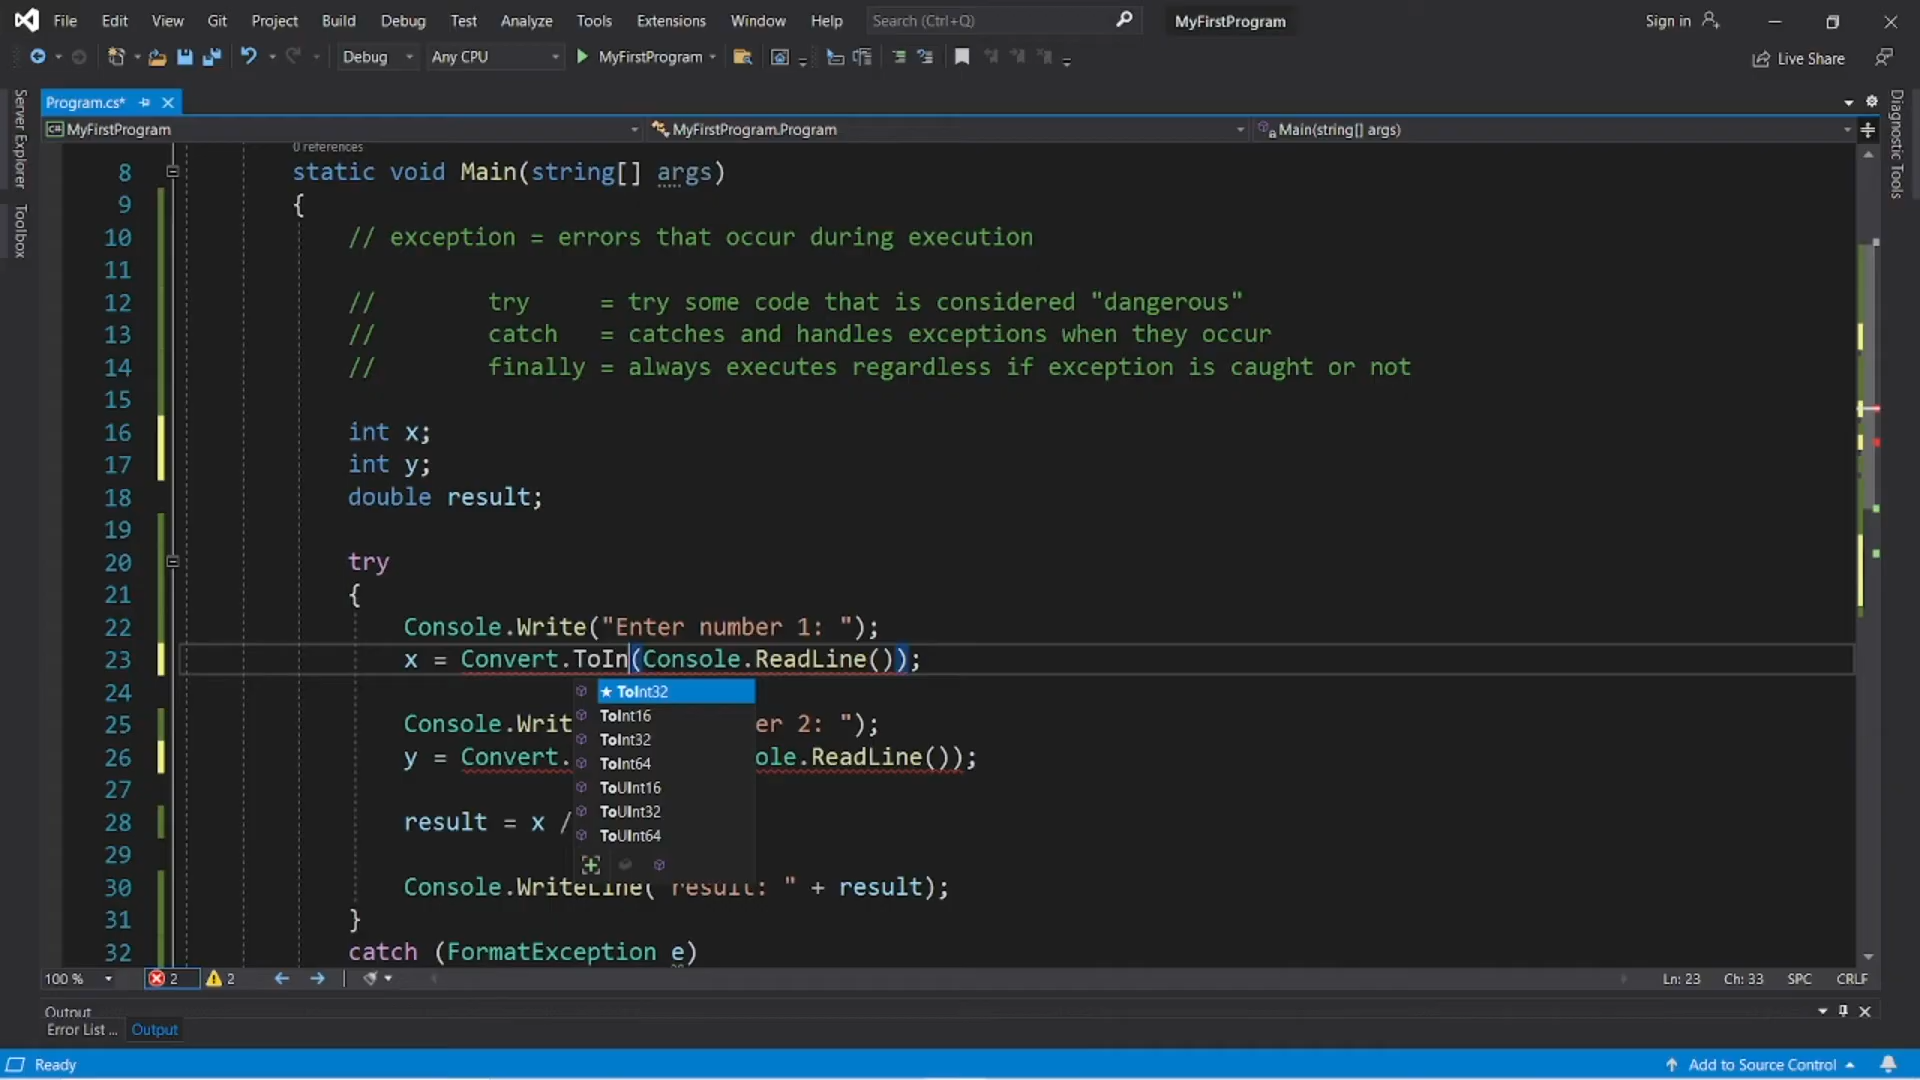 File Edit View Git Project Build Debug Test Analyze Tools Extensions Window Help Search (Ctrl+Q) MyFirstProgram Sign in
Debug Any CPU MyFirstProgram Live Share
Server Explorer
Toolbox
Diagnostic Tools
Program.cs*
MyFirstProgram MyFirstProgram.Program Main(string[] args)
0 references
8 static void Main(string[] args)
9 {
10 // exception = errors that occur during execution
11
12 // try = try some code that is considered "dangerous"
13 // catch = catches and handles exceptions when they occur
14 // finally = always executes regardless if exception is caught or not
15
16 int x;
17 int y;
18 double result;
19
20 try
21 {
22 Console.Write("Enter number 1: ");
23 x = Convert.ToIn(Console.ReadLine());
24
25 Console.Writ er 2: ");
26 y = Convert. ole.ReadLine());
27
28 result = x /
29
30 Console.WriteLine( result: " + result);
31 }
32 catch (FormatException e)
★ ToInt32
ToInt16
ToInt32
ToInt64
ToUInt16
ToUInt32
ToUInt64
100 % 2 2 Ln: 23 Ch: 33 SPC CRLF
Output
Error List ... Output
Ready Add to Source Control